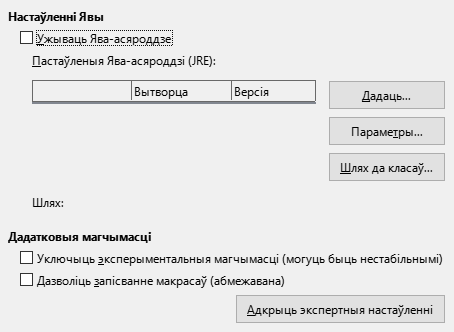 Настаўленні Явы
Ужываць Ява-асяроддзе
Пастаўленыя Ява-асяроддзі (JRE):
Вытворца Версія
Дадаць...
Параметры...
Шлях да класаў...
Шлях:
Дадатковыя магчымасці
Уключыць эксперыментальныя магчымасці (могуць быць нестабільнымі)
Дазволіць запісванне макрасаў (абмежавана)
Адкрыць экспертныя настаўленні